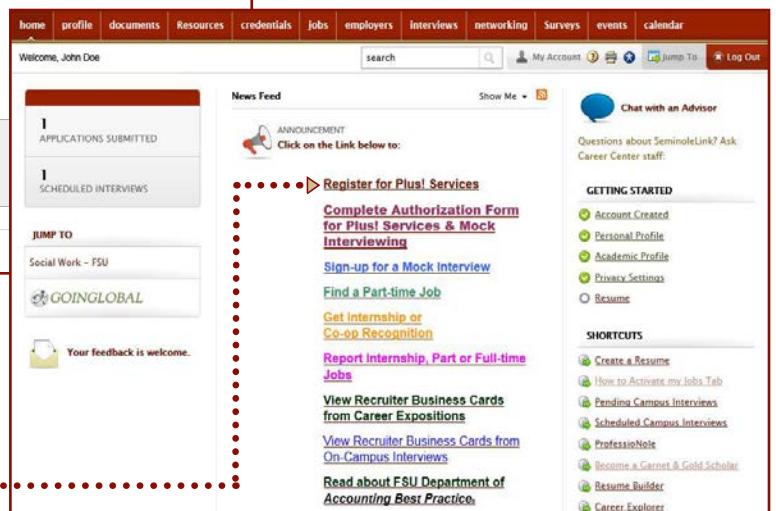 home profile documents Resources credentials jobs employers interviews networking Surveys events calendar
Welcome, John Doe
search
My Account
Jump To
Log Out
1
APPLICATIONS SUBMITTED
1
SCHEDULED INTERVIEWS
JUMP TO
Social Work - FSU
GOINGLOBAL
Your feedback is welcome.
News Feed
Show Me
ANNOUNCEMENT
Click on the Link below to:
Register for Plus! Services
Complete Authorization Form
for Plus! Services & Mock
Interviewing
Sign-up for a Mock Interview
Find a Part-time Job
Get Internship or
Co-op Recognition
Report Internship, Part or Full-time
Jobs
View Recruiter Business Cards
from Career Expositions
View Recruiter Business Cards from
On-Campus Interviews
Read about FSU Department of
Accounting Best Practice.
Chat with an Advisor
Questions about SeminoleLink? Ask
Career Center staff:
GETTING STARTED
Account Created
Personal Profile
Academic Profile
Privacy Settings
Resume
SHORTCUTS
Create a Resume
How to Activate my Jobs Tab
Pending Campus Interviews
Scheduled Campus Interviews
ProfessioNole
Become a Garnet & Gold Scholar
Resume Builder
Career Explorer